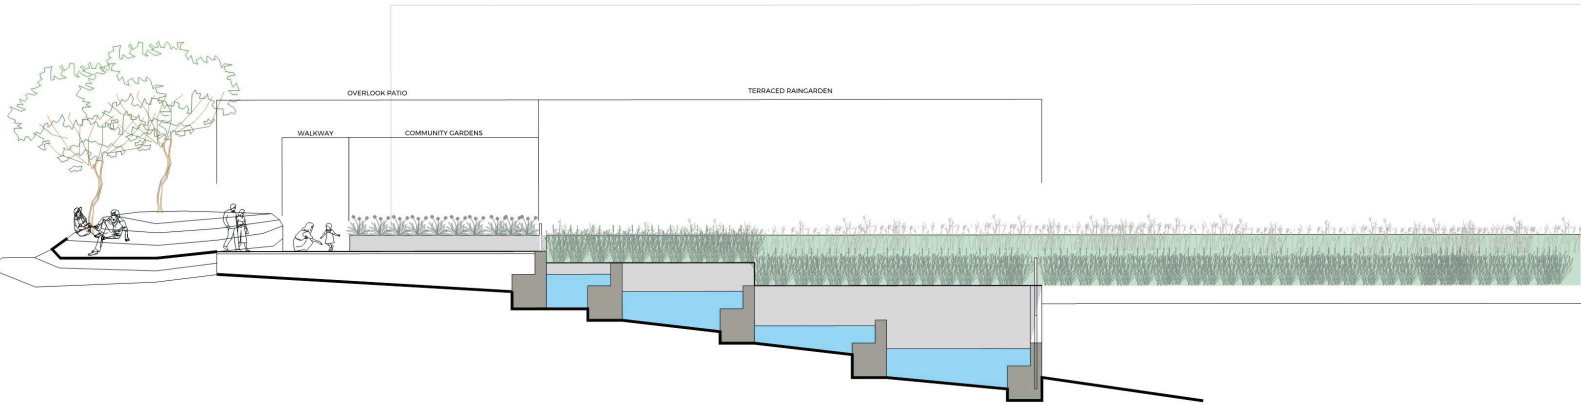 OVERLOOK PATIO
TERRACED RAINGARDEN
WALKWAY
COMMUNITY GARDENS